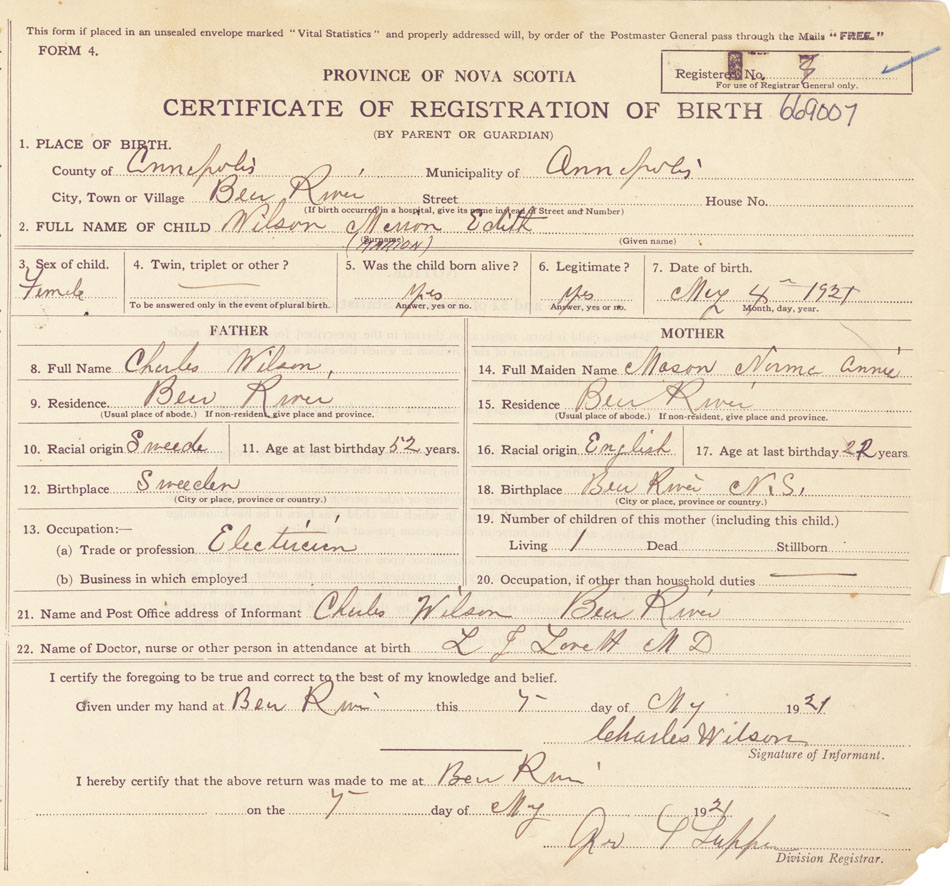 This form if placed in an unsealed envelope marked "Vital Statistics" and properly addressed will, by order of the Postmaster General pass through the Mails "FREE."
FORM 4.
Registered No.
For use of Registrar General only.
PROVINCE OF NOVA SCOTIA
CERTIFICATE OF REGISTRATION OF BIRTH 669007
(BY PARENT OR GUARDIAN)
1. PLACE OF BIRTH.
County of Annapolis Municipality of Annapolis
City, Town or Village Bear River Street House No.
(If birth occurred in a hospital, give its name instead of Street and Number)
2. FULL NAME OF CHILD Wilson Merion Edith
(Surname) (Given name)
(MARION)
3. Sex of child. 4. Twin, triplet or other? 5. Was the child born alive? 6. Legitimate? 7. Date of birth.
Female yes yes May 4th 1921
To be answered only in the event of plural birth. Answer, yes or no. Answer, yes or no. Month, day, year.
FATHER MOTHER
8. Full Name Charles Wilson, 14. Full Maiden Name Mason Norma Annie
9. Residence. Bear River 15. Residence Bear River
(Usual place of abode.) If non-resident, give place and province. (Usual place of abode.) If non-resident, give place and province.
10. Racial origin Sweede 11. Age at last birthday 52 years. 16. Racial origin English 17. Age at last birthday 22 years
12. Birthplace Sweeden 18. Birthplace Bear River N.S.
(City or place, province or country.) (City or place, province or country.)
13. Occupation:— 19. Number of children of this mother (including this child.)
(a) Trade or profession Electricien Living 1 Dead Stillborn
(b) Business in which employed 20. Occupation, if other than household duties
21. Name and Post Office address of Informant Charles Wilson Bear River
22. Name of Doctor, nurse or other person in attendance at birth L J Lovett M D
I certify the foregoing to be true and correct to the best of my knowledge and belief.
Given under my hand at Bear River this 7 day of May 1921
Charles Wilson
Signature of Informant.
I hereby certify that the above return was made to me at Bear River
on the 7 day of May 1921
Division Registrar.